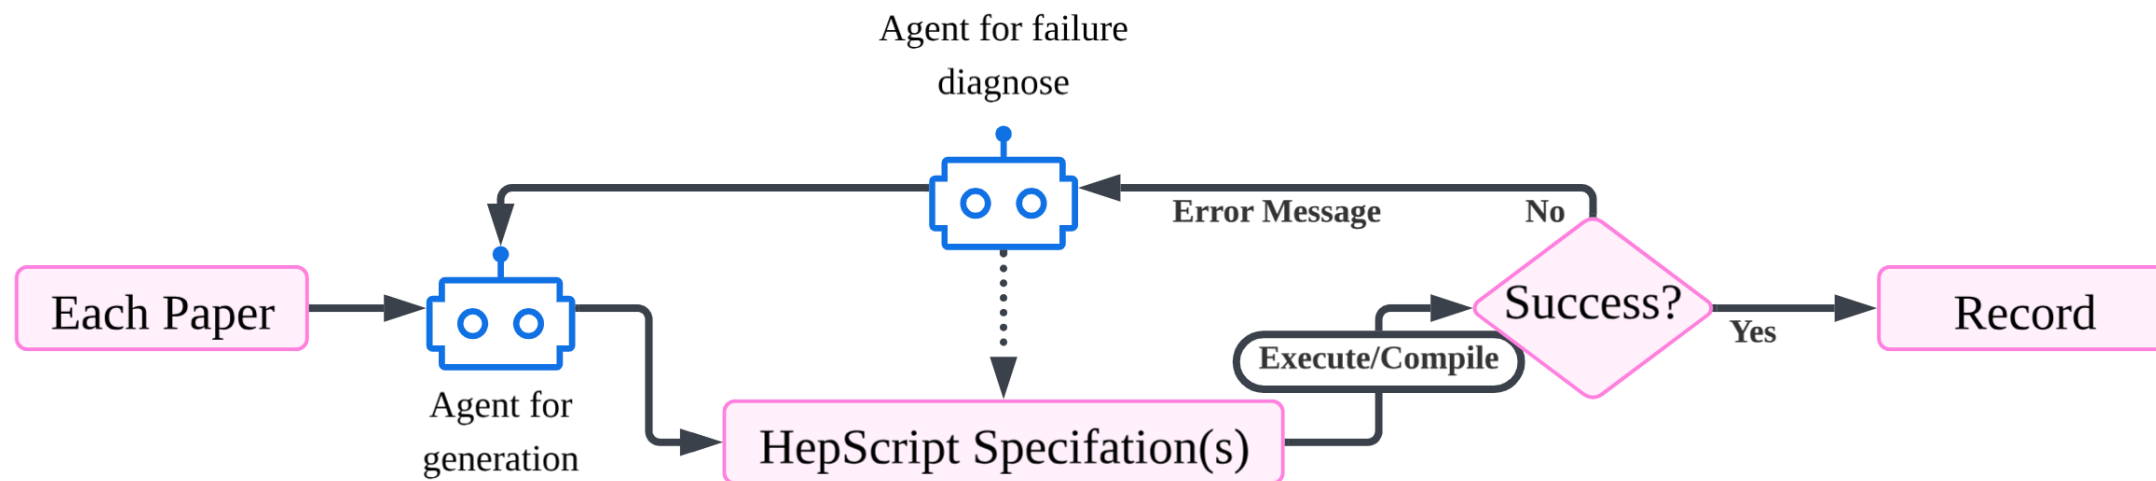 Agent for failure
diagnose
Error Message
No
Each Paper
Success?
Record
Yes
Execute/Compile
Agent for
generation
HepScript Specifation(s)